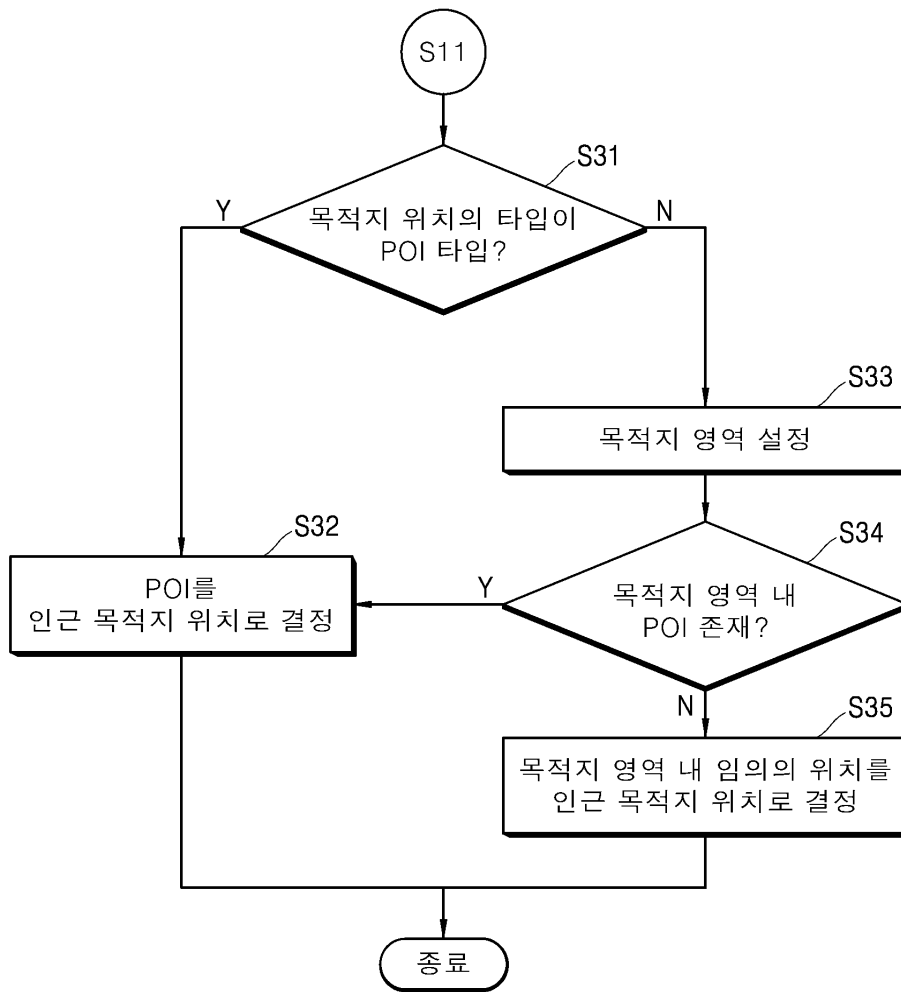 S11
S31
Y
목적지 위치의 타입이
POI 타입?
N
S33
목적지 영역 설정
S32
POI를
인근 목적지 위치로 결정
S34
Y
목적지 영역 내
POI 존재?
N
S35
목적지 영역 내 임의의 위치를
인근 목적지 위치로 결정
종료